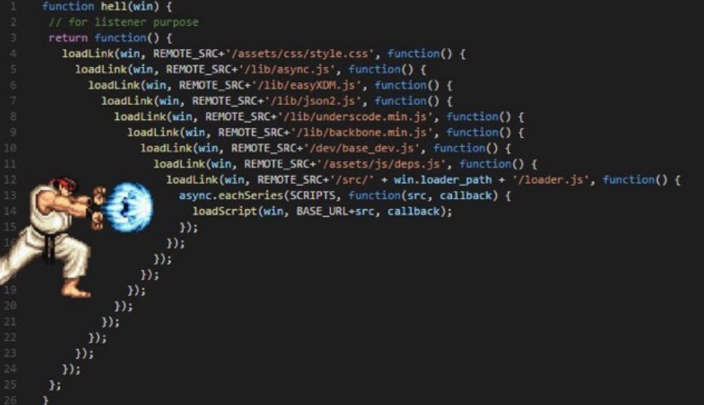 1 function hell(win) {
2 // for listener purpose
3 return function() {
4 loadLink(win, REMOTE_SRC+'/assets/css/style.css', function() {
5 loadLink(win, REMOTE_SRC+'/lib/async.js', function() {
6 loadLink(win, REMOTE_SRC+'/lib/easyXDM.js', function() {
7 loadLink(win, REMOTE_SRC+'/lib/json2.js', function() {
8 loadLink(win, REMOTE_SRC+'/lib/underscode.min.js', function() {
9 loadLink(win, REMOTE_SRC+'/lib/backbone.min.js', function() {
10 loadLink(win, REMOTE_SRC+'/dev/base_dev.js', function() {
11 loadLink(win, REMOTE_SRC+'/assets/js/deps.js', function() {
12 loadLink(win, REMOTE_SRC+'/src/' + win.loader_path + '/loader.js', function() {
13 async.eachSeries(SCRIPTS, function(src, callback) {
14 loadScript(win, BASE_URL+src, callback);
15 });
16 });
});
});
19 });
20 });
21 });
22 });
23 });
24 });
25 };
26 }